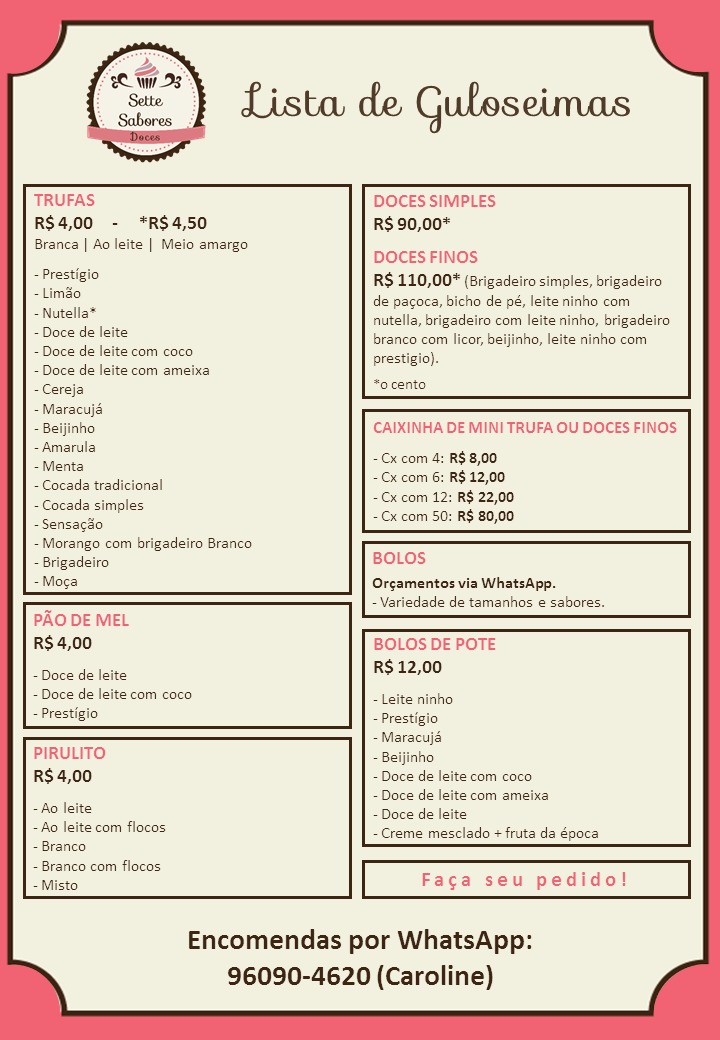 Sette
Sabores
Doces
Lista de Guloseimas
TRUFAS
R$ 4,00 - *R$ 4,50
Branca | Ao leite | Meio amargo
- Prestígio
- Limão
- Nutella*
- Doce de leite
- Doce de leite com coco
- Doce de leite com ameixa
- Cereja
- Maracujá
- Beijinho
- Amarula
- Menta
- Cocada tradicional
- Cocada simples
- Sensação
- Morango com brigadeiro Branco
- Brigadeiro
- Moça
PÃO DE MEL
R$ 4,00
- Doce de leite
- Doce de leite com coco
- Prestígio
PIRULITO
R$ 4,00
- Ao leite
- Ao leite com flocos
- Branco
- Branco com flocos
- Misto
DOCES SIMPLES
R$ 90,00*
DOCES FINOS
R$ 110,00* (Brigadeiro simples, brigadeiro
de paçoca, bicho de pé, leite ninho com
nutella, brigadeiro com leite ninho, brigadeiro
branco com licor, beijinho, leite ninho com
prestigio).
*o cento
CAIXINHA DE MINI TRUFA OU DOCES FINOS
- Cx com 4: R$ 8,00
- Cx com 6: R$ 12,00
- Cx com 12: R$ 22,00
- Cx com 50: R$ 80,00
BOLOS
Orçamentos via WhatsApp.
- Variedade de tamanhos e sabores.
BOLOS DE POTE
R$ 12,00
- Leite ninho
- Prestígio
- Maracujá
- Beijinho
- Doce de leite com coco
- Doce de leite com ameixa
- Doce de leite
- Creme mesclado + fruta da época
Faça seu pedido!
Encomendas por WhatsApp:
96090-4620 (Caroline)